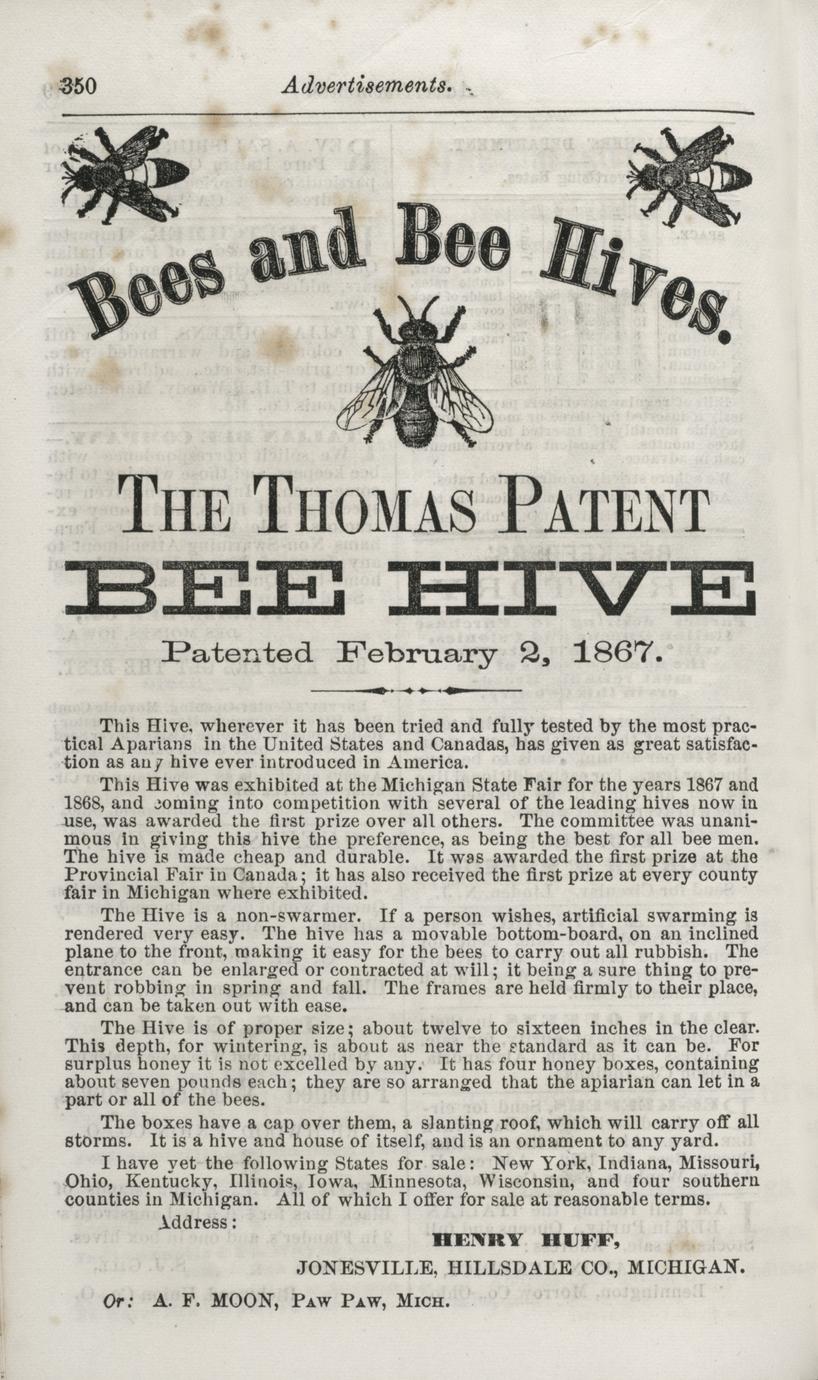 350 Advertisements.
Bees and Bee Hives.
THE THOMAS PATENT
BEE HIVE
Patented February 2, 1867.
This Hive, wherever it has been tried and fully tested by the most prac-
tical Aparians in the United States and Canadas, has given as great satisfac-
tion as any hive ever introduced in America.
This Hive was exhibited at the Michigan State Fair for the years 1867 and
1868, and coming into competition with several of the leading hives now in
use, was awarded the first prize over all others. The committee was unani-
mous in giving this hive the preference, as being the best for all bee men.
The hive is made cheap and durable. It was awarded the first prize at the
Provincial Fair in Canada; it has also received the first prize at every county
fair in Michigan where exhibited.
The Hive is a non-swarmer. If a person wishes, artificial swarming is
rendered very easy. The hive has a movable bottom-board, on an inclined
plane to the front, making it easy for the bees to carry out all rubbish. The
entrance can be enlarged or contracted at will; it being a sure thing to pre-
vent robbing in spring and fall. The frames are held firmly to their place,
and can be taken out with ease.
The Hive is of proper size; about twelve to sixteen inches in the clear.
This depth, for wintering, is about as near the standard as it can be. For
surplus honey it is not excelled by any. It has four honey boxes, containing
about seven pounds each; they are so arranged that the apiarian can let in a
part or all of the bees.
The boxes have a cap over them, a slanting roof, which will carry off all
storms. It is a hive and house of itself, and is an ornament to any yard.
I have yet the following States for sale: New York, Indiana, Missouri,
Ohio, Kentucky, Illinois, Iowa, Minnesota, Wisconsin, and four southern
counties in Michigan. All of which I offer for sale at reasonable terms.
Address:
HENRY HUFF,
JONESVILLE, HILLSDALE CO., MICHIGAN.
Or: A. F. MOON, PAW PAW, MICH.